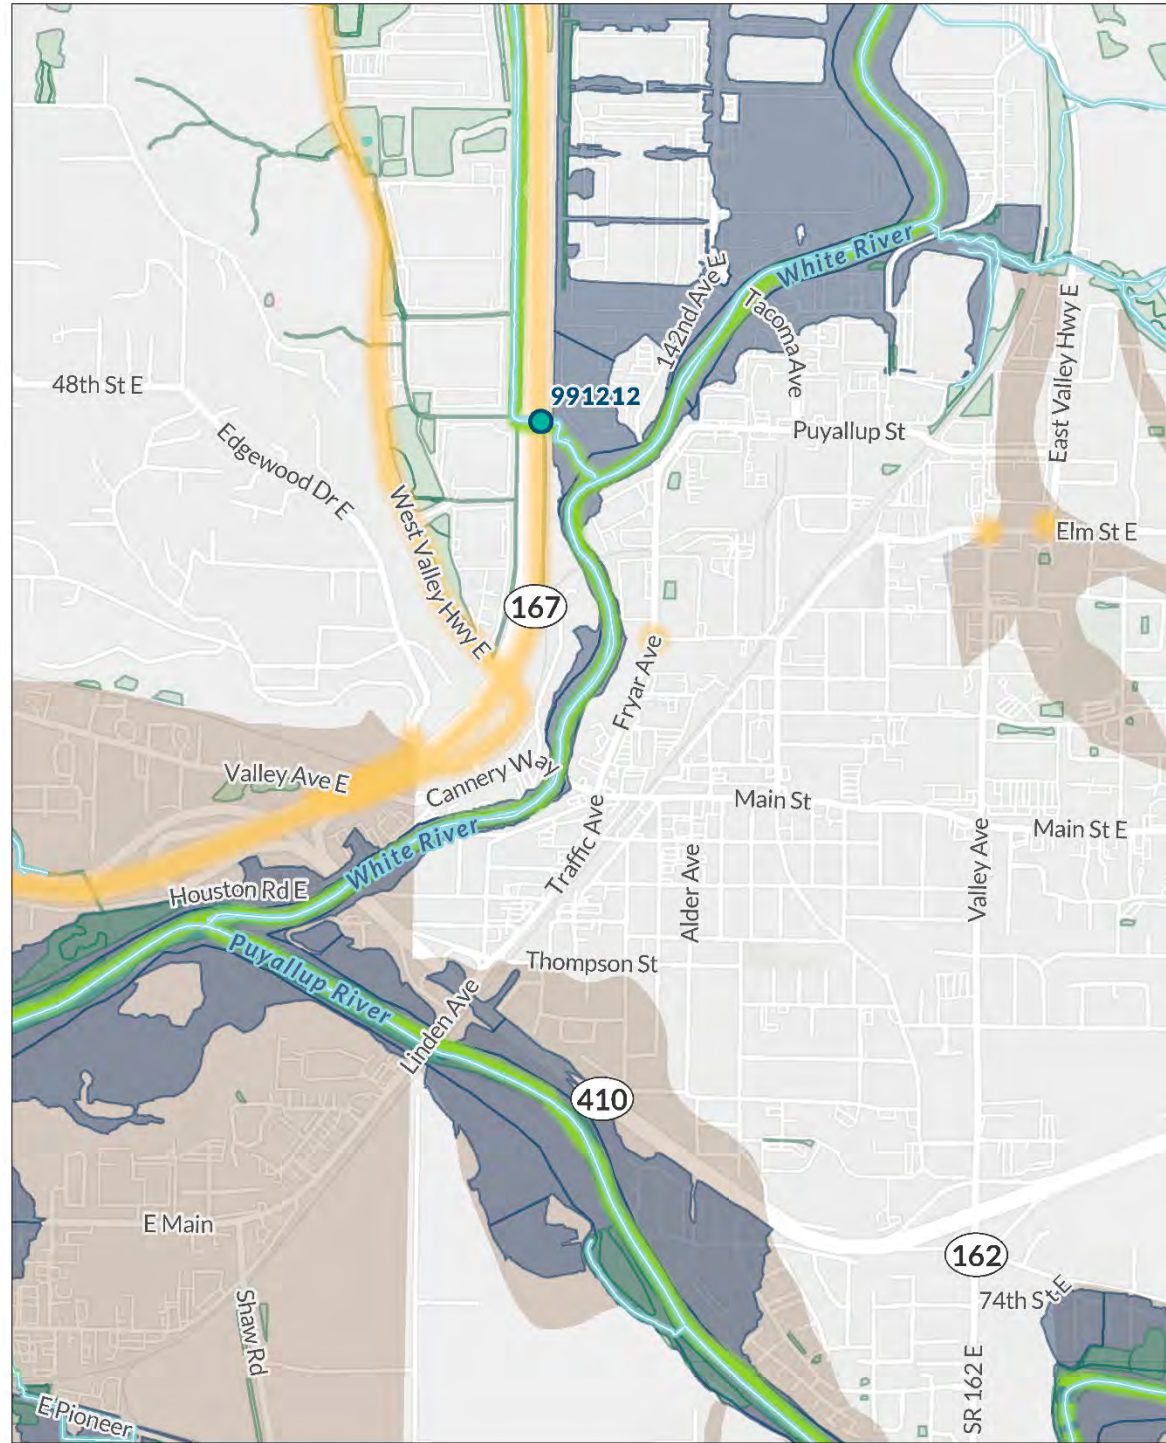 White River
142nd Ave E
Tacoma Ave
East Valley Hwy E
48th St E
991212
Puyallup St
Edgewood Dr E
West Valley Hwy E
Elm St E
167
Fryar Ave
Valley Ave E
Cannery Way
Main St
Main St E
White River
Traffic Ave
Alder Ave
Valley Ave
Houston Rd E
Puyallup River
Thompson St
Linden Ave
410
E Main
162
74th St E
Shaw Rd
SR 162 E
E Pioneer